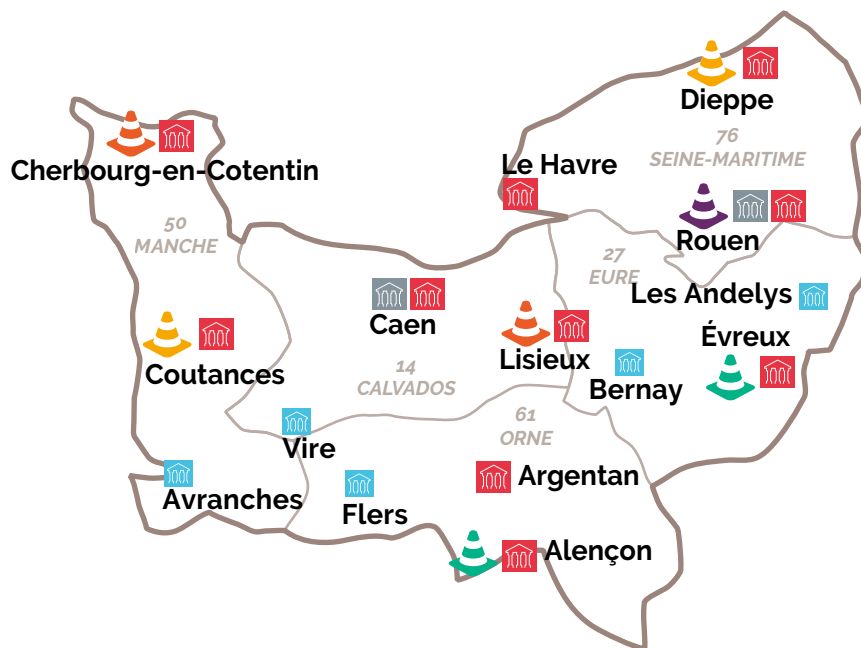 Dieppe
76
SEINE-MARITIME
Cherbourg-en-Cotentin
Le Havre
50
MANCHE
Rouen
27
EURE
Les Andelys
Caen
Évreux
Lisieux
Coutances
14
CALVADOS
Bernay
61
ORNE
Vire
Avranches
Flers
Argentan
Alençon